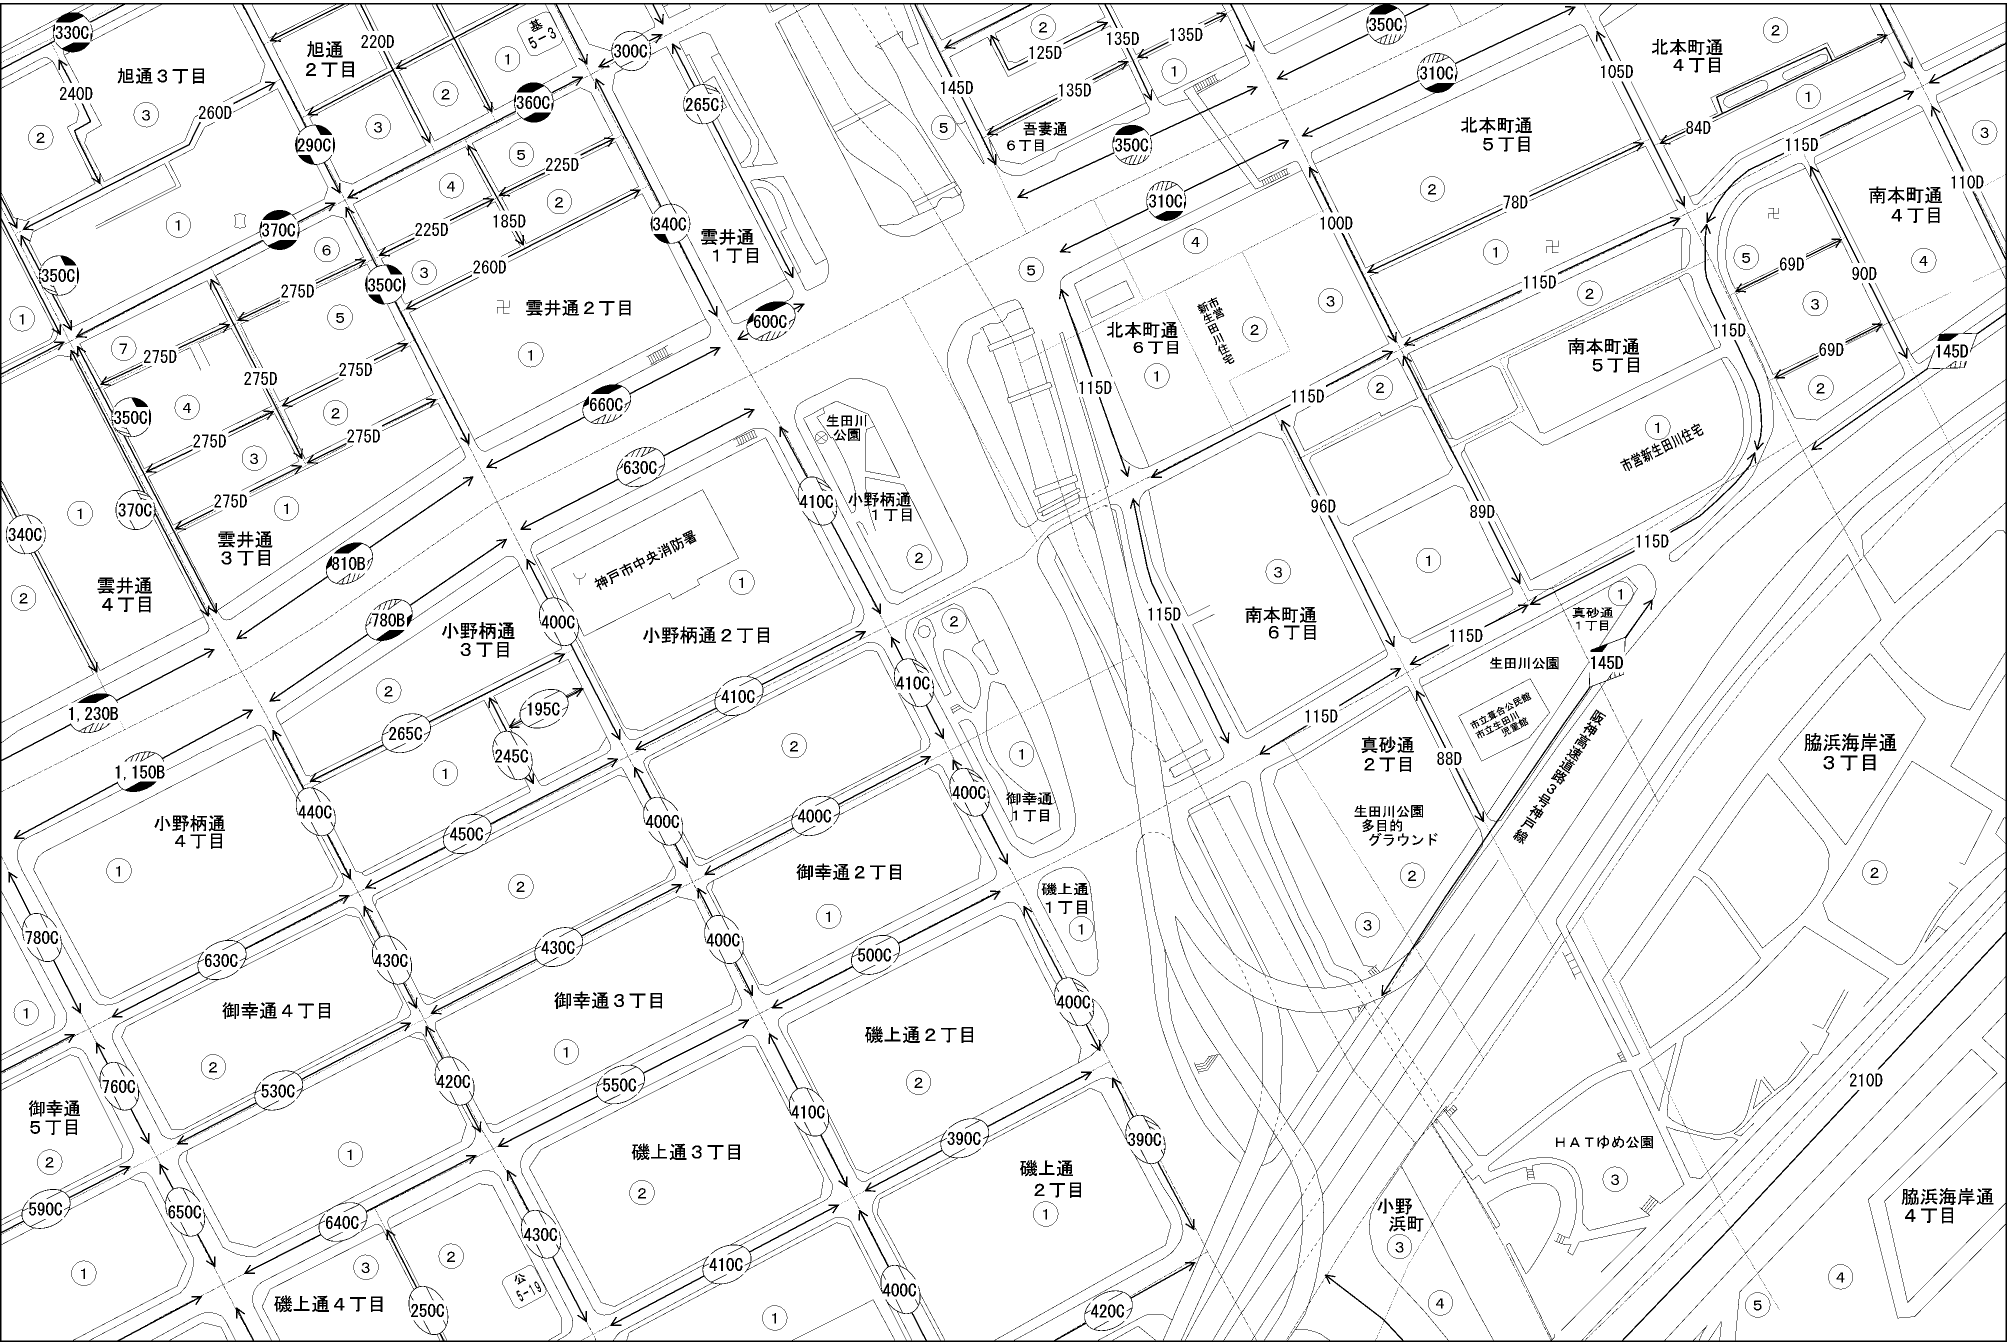 330C
旭通
2丁目
220D
基
5-3
300C
350C
北本町通
4丁目
旭通3丁目
240D
260D
290C
360C
265C
145D
125D
135D
135D
135D
吾妻通
6丁目
350C
310C
105D
84D
北本町通
5丁目
115D
110D
南本町通
4丁目
225D
185D
225D
340C
雲井通
1丁目
310C
100D
78D
370C
350C
350C
260D
275D
雲井通2丁目
600C
115D
115D
69D
90D
69D
145D
北本町通
6丁目
新市
生営
田
川
住
宅
南本町通
5丁目
275D
275D
275D
275D
275D
275D
350C
370C
660C
630C
生田川
公園
410C
小野柄通
1丁目
115D
115D
市営新生田川住宅
96D
89D
115D
340C
雲井通
3丁目
雲井通
4丁目
810B
780B
神戸市中央消防署
400C
小野柄通
3丁目
小野柄通2丁目
115D
南本町通
6丁目
115D
真砂通
1丁目
生田川公園
145D
1,230B
265C
195C
245C
410C
410C
115D
真砂通
2丁目
市立葺合公民館
市立生田川
児童館
88D
阪神高速道路3号神戸線
脇浜海岸通
3丁目
1,150B
440C
小野柄通
4丁目
450C
400C
400C
400C
御幸通
1丁目
生田川公園
多目的
グラウンド
御幸通2丁目
磯上通
1丁目
780C
630C
430C
430C
400C
500C
400C
御幸通4丁目
御幸通3丁目
磯上通2丁目
760C
530C
420C
550C
410C
390C
390C
210D
御幸通
5丁目
磯上通3丁目
磯上通
2丁目
HATゆめ公園
590C
650C
640C
430C
410C
400C
420C
小野
浜町
脇浜海岸通
4丁目
磯上通4丁目
250C
公
5-19